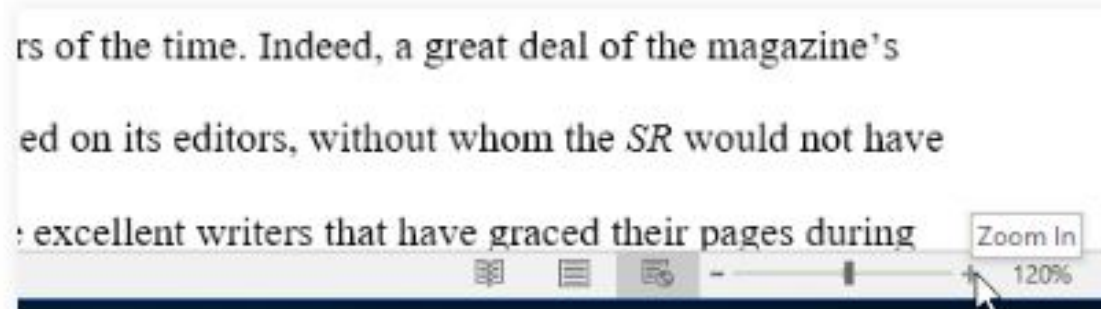 rs of the time. Indeed, a great deal of the magazine’s
ed on its editors, without whom the SR would not have
excellent writers that have graced their pages during
Zoom In
120%